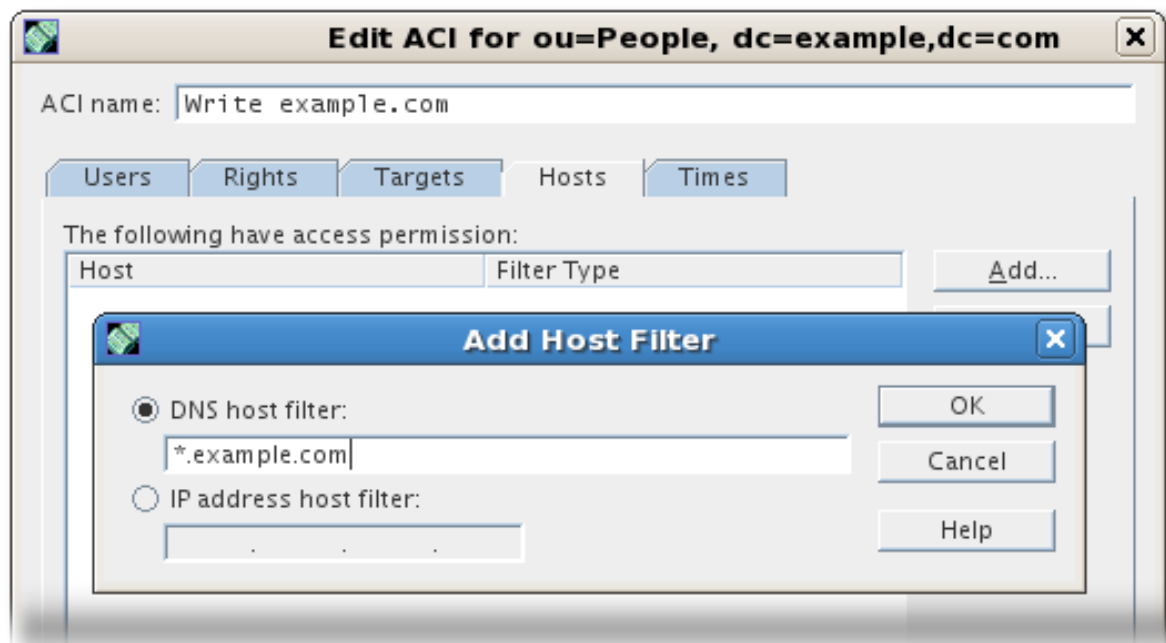 Edit ACI for ou=People, dc=example,dc=com
ACI name: Write example.com
Users Rights Targets Hosts Times
The following have access permission:
Host Filter Type Add...
Add Host Filter
DNS host filter: OK
*.example.com Cancel
IP address host filter:
. . . Help